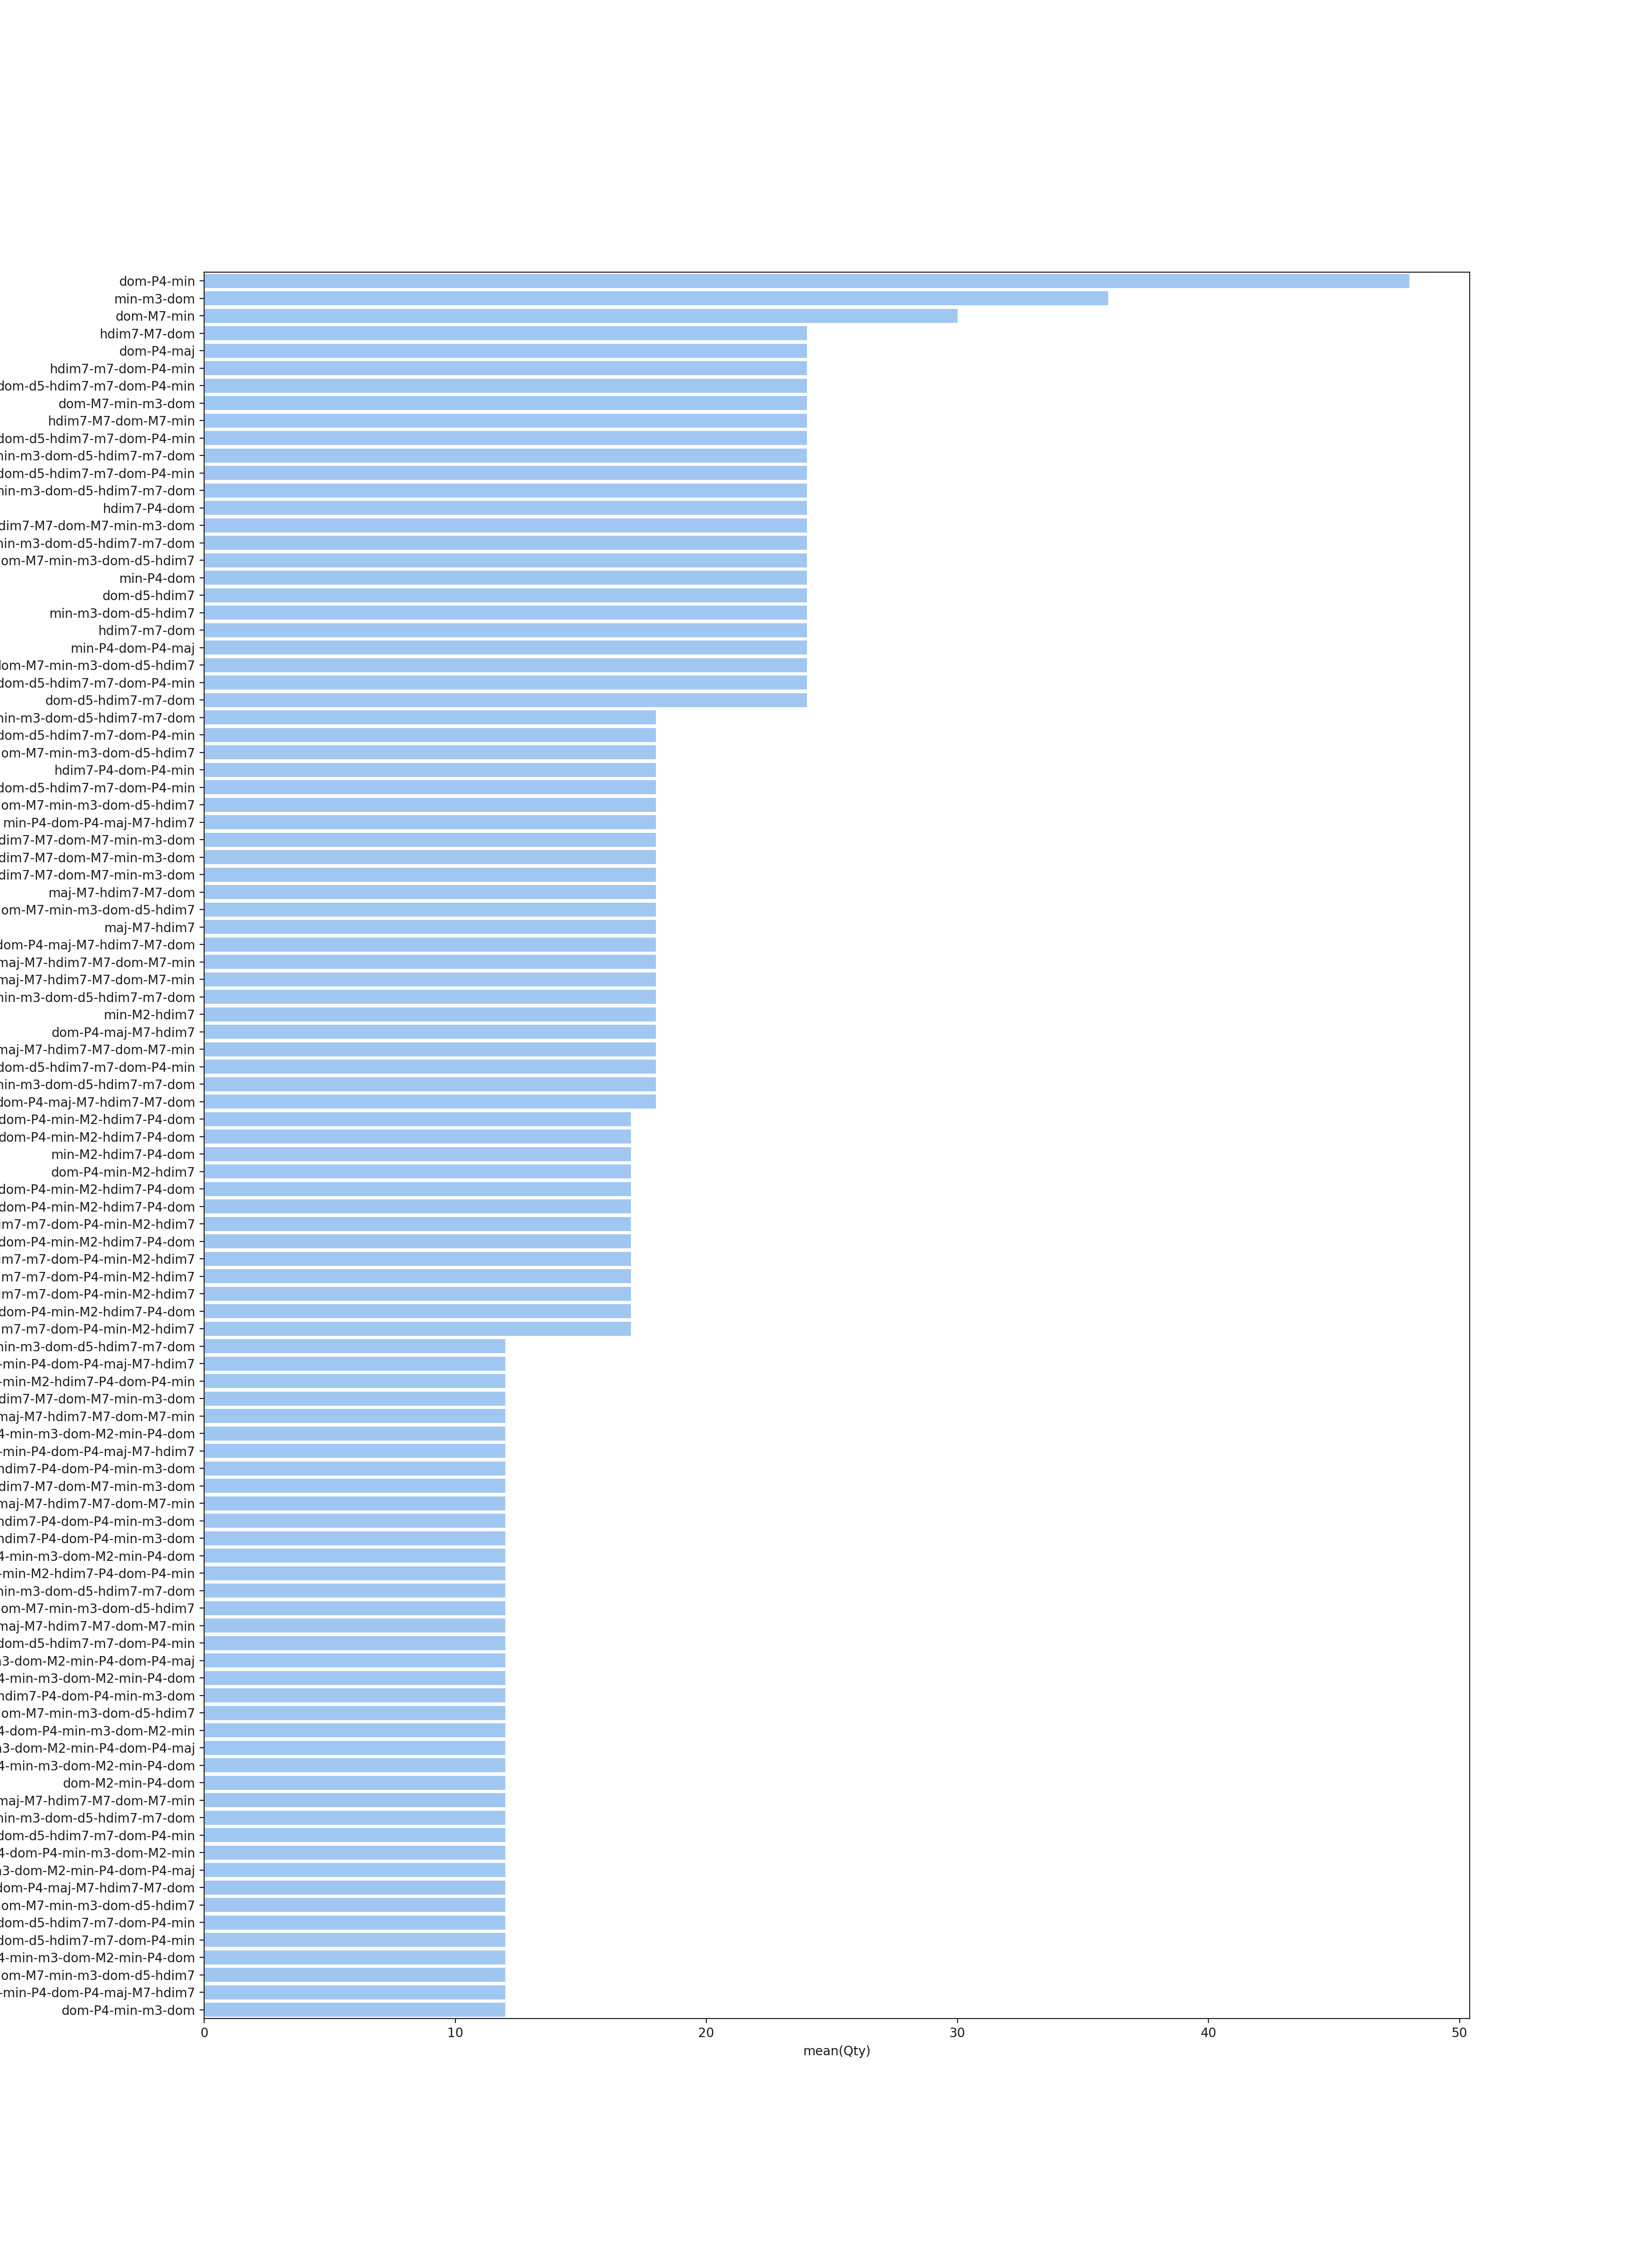 dom-P4-min
min-m3-dom
dom-M7-min
hdim7-M7-dom
dom-P4-maj
hdim7-m7-dom-P4-min
dom-d5-hdim7-m7-dom-P4-min
dom-M7-min-m3-dom
hdim7-M7-dom-M7-min
dom-d5-hdim7-m7-dom-P4-min
in-m3-dom-d5-hdim7-m7-dom
dom-d5-hdim7-m7-dom-P4-min
in-m3-dom-d5-hdim7-m7-dom
hdim7-P4-dom
dim7-M7-dom-M7-min-m3-dom
in-m3-dom-d5-hdim7-m7-dom
om-M7-min-m3-dom-d5-hdim7
min-P4-dom
dom-d5-hdim7
min-m3-dom-d5-hdim7
hdim7-m7-dom
min-P4-dom-P4-maj
om-M7-min-m3-dom-d5-hdim7
dom-d5-hdim7-m7-dom-P4-min
dom-d5-hdim7-m7-dom
in-m3-dom-d5-hdim7-m7-dom
dom-d5-hdim7-m7-dom-P4-min
om-M7-min-m3-dom-d5-hdim7
hdim7-P4-dom-P4-min
dom-d5-hdim7-m7-dom-P4-min
om-M7-min-m3-dom-d5-hdim7
min-P4-dom-P4-maj-M7-hdim7
dim7-M7-dom-M7-min-m3-dom
dim7-M7-dom-M7-min-m3-dom
dim7-M7-dom-M7-min-m3-dom
maj-M7-hdim7-M7-dom
om-M7-min-m3-dom-d5-hdim7
maj-M7-hdim7
dom-P4-maj-M7-hdim7-M7-dom
maj-M7-hdim7-M7-dom-M7-min
maj-M7-hdim7-M7-dom-M7-min
in-m3-dom-d5-hdim7-m7-dom
min-M2-hdim7
dom-P4-maj-M7-hdim7
maj-M7-hdim7-M7-dom-M7-min
dom-d5-hdim7-m7-dom-P4-min
in-m3-dom-d5-hdim7-m7-dom
dom-P4-maj-M7-hdim7-M7-dom
dom-P4-min-M2-hdim7-P4-dom
dom-P4-min-M2-hdim7-P4-dom
min-M2-hdim7-P4-dom
dom-P4-min-M2-hdim7
dom-P4-min-M2-hdim7-P4-dom
dom-P4-min-M2-hdim7-P4-dom
im7-m7-dom-P4-min-M2-hdim7
dom-P4-min-M2-hdim7-P4-dom
im7-m7-dom-P4-min-M2-hdim7
im7-m7-dom-P4-min-M2-hdim7
im7-m7-dom-P4-min-M2-hdim7
dom-P4-min-M2-hdim7-P4-dom
im7-m7-dom-P4-min-M2-hdim7
in-m3-dom-d5-hdim7-m7-dom
-min-P4-dom-P4-maj-M7-hdim7
-min-M2-hdim7-P4-dom-P4-min
dim7-M7-dom-M7-min-m3-dom
maj-M7-hdim7-M7-dom-M7-min
4-min-m3-dom-M2-min-P4-dom
-min-P4-dom-P4-maj-M7-hdim7
hdim7-P4-dom-P4-min-m3-dom
dim7-M7-dom-M7-min-m3-dom
maj-M7-hdim7-M7-dom-M7-min
hdim7-P4-dom-P4-min-m3-dom
hdim7-P4-dom-P4-min-m3-dom
4-min-m3-dom-M2-min-P4-dom
-min-M2-hdim7-P4-dom-P4-min
in-m3-dom-d5-hdim7-m7-dom
om-M7-min-m3-dom-d5-hdim7
maj-M7-hdim7-M7-dom-M7-min
dom-d5-hdim7-m7-dom-P4-min
3-dom-M2-min-P4-dom-P4-maj
4-min-m3-dom-M2-min-P4-dom
hdim7-P4-dom-P4-min-m3-dom
om-M7-min-m3-dom-d5-hdim7
4-dom-P4-min-m3-dom-M2-min
3-dom-M2-min-P4-dom-P4-maj
4-min-m3-dom-M2-min-P4-dom
dom-M2-min-P4-dom
maj-M7-hdim7-M7-dom-M7-min
in-m3-dom-d5-hdim7-m7-dom
dom-d5-hdim7-m7-dom-P4-min
4-dom-P4-min-m3-dom-M2-min
3-dom-M2-min-P4-dom-P4-maj
dom-P4-maj-M7-hdim7-M7-dom
om-M7-min-m3-dom-d5-hdim7
dom-d5-hdim7-m7-dom-P4-min
dom-d5-hdim7-m7-dom-P4-min
4-min-m3-dom-M2-min-P4-dom
om-M7-min-m3-dom-d5-hdim7
-min-P4-dom-P4-maj-M7-hdim7
dom-P4-min-m3-dom
0 10 20 30 40 50
mean(Qty)